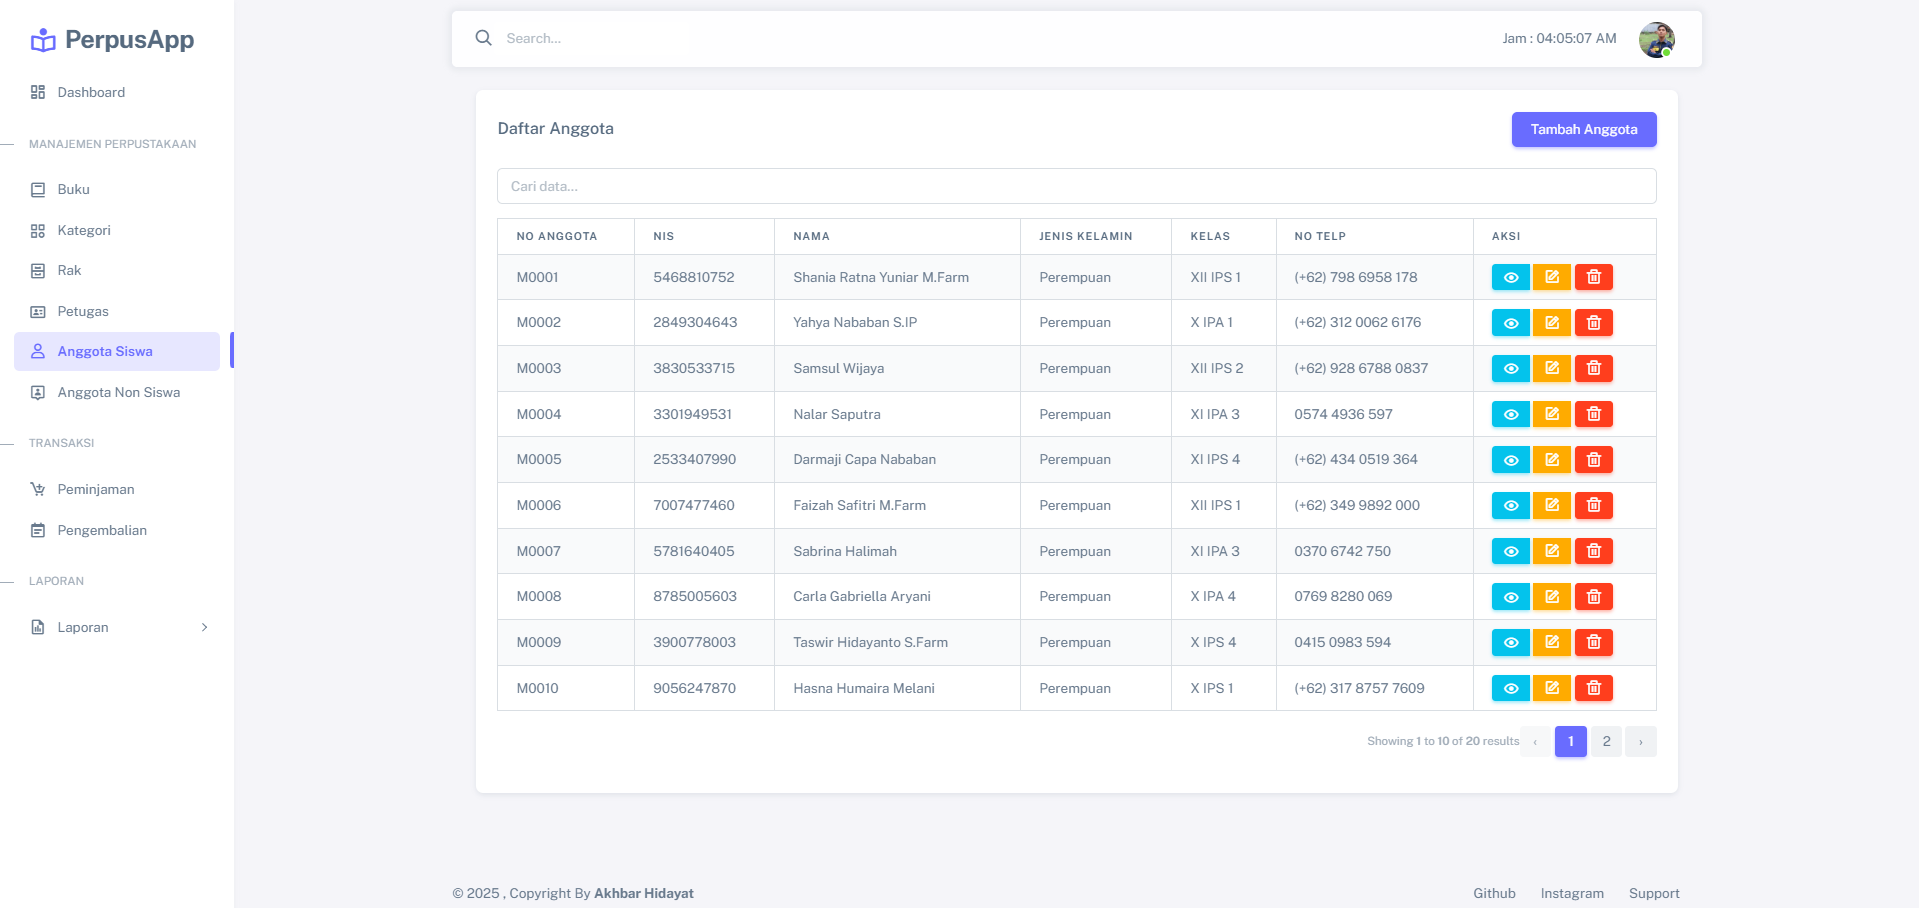 PerpusApp
Dashboard
MANAJEMEN PERPUSTAKAAN
Buku
Kategori
Rak
Petugas
Anggota Siswa
Anggota Non Siswa
TRANSAKSI
Peminjaman
Pengembalian
LAPORAN
Laporan
Search... Jam : 04:05:07 AM
Daftar Anggota Tambah Anggota
Cari data...
NO ANGGOTA NIS NAMA JENIS KELAMIN KELAS NO TELP AKSI
M0001 5468810752 Shania Ratna Yuniar M.Farm Perempuan XII IPS 1 (+62) 798 6958 178
M0002 2849304643 Yahya Nababan S.IP Perempuan X IPA 1 (+62) 312 0062 6176
M0003 3830533715 Samsul Wijaya Perempuan XII IPS 2 (+62) 928 6788 0837
M0004 3301949531 Nalar Saputra Perempuan XI IPA 3 0574 4936 597
M0005 2533407990 Darmaji Capa Nababan Perempuan XI IPS 4 (+62) 434 0519 364
M0006 7007477460 Faizah Safitri M.Farm Perempuan XII IPS 1 (+62) 349 9892 000
M0007 5781640405 Sabrina Halimah Perempuan XI IPA 3 0370 6742 750
M0008 8785005603 Carla Gabriella Aryani Perempuan X IPA 4 0769 8280 069
M0009 3900778003 Taswir Hidayanto S.Farm Perempuan X IPS 4 0415 0983 594
M0010 9056247870 Hasna Humaira Melani Perempuan X IPS 1 (+62) 317 8757 7609
Showing 1 to 10 of 20 results ‹ 1 2 ›
© 2025 , Copyright By Akhbar Hidayat Github Instagram Support